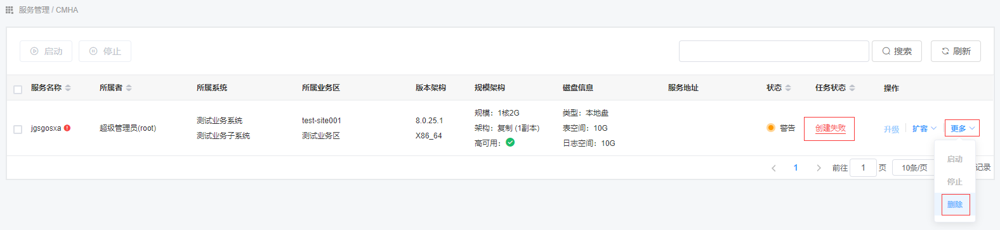 服务管理 / CMHA
启动 停止 搜索 刷新
服务名称 所属者 所属系统 所属业务区 版本架构 规模架构 磁盘信息 服务地址 状态 任务状态 操作
jgsgosxa 超级管理员(root) 测试业务系统 test-site001 8.0.25.1 规模：1核2G 类型：本地盘 警告 创建失败 升级 扩容 更多
测试业务子系统 测试业务区 X86_64 架构：复制 (1副本) 表空间：10G
高可用： 日志空间：10G
1 前往 1 页 10条/页 记录
启动
停止
删除